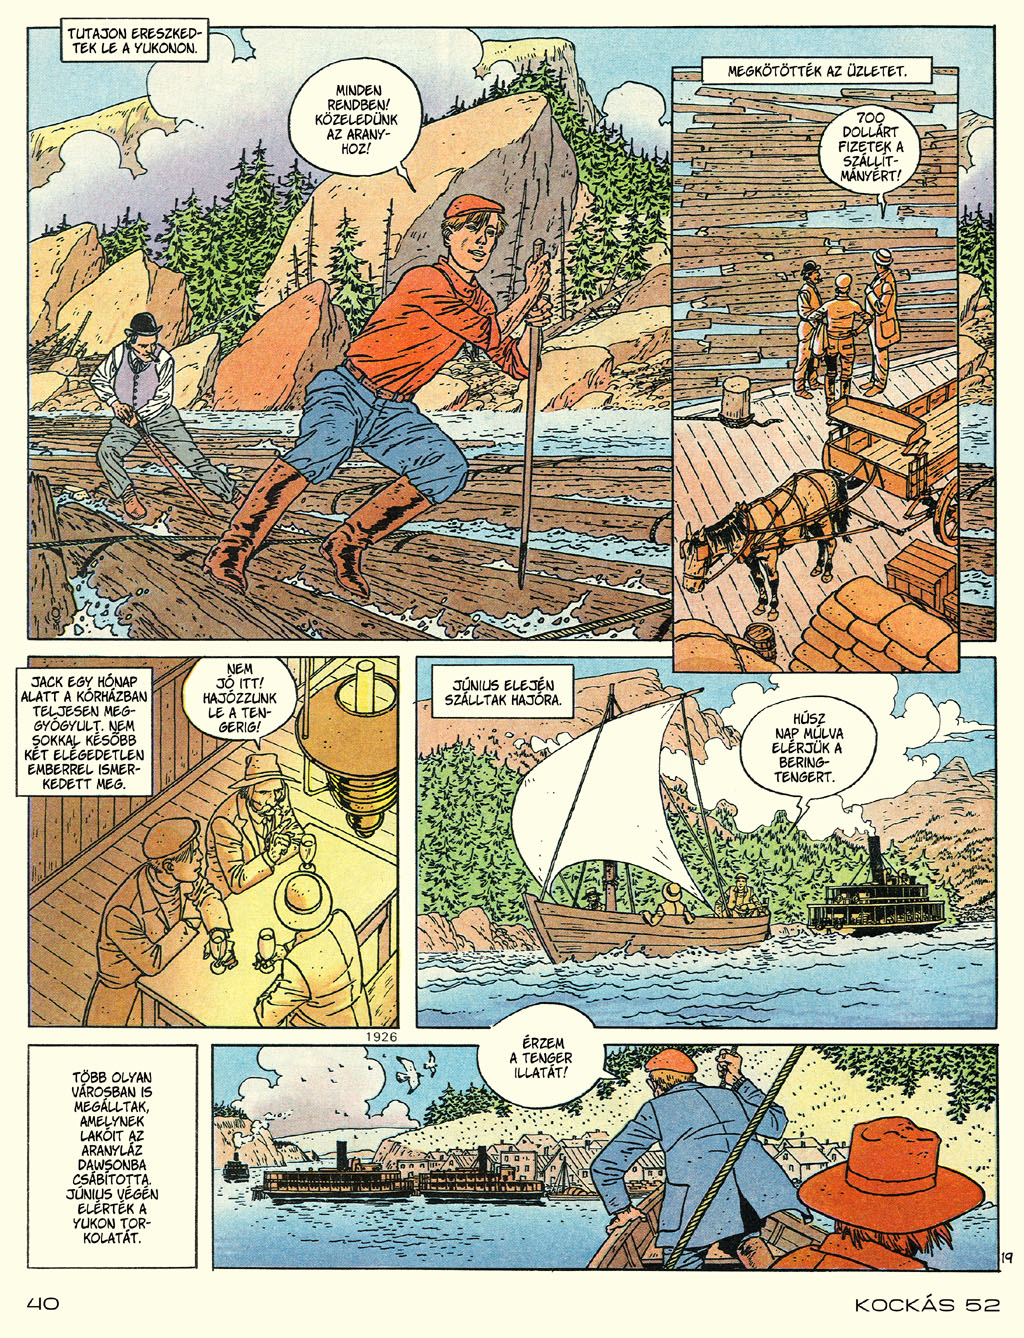 TUTAJON ERESZKED-
TEK LE A YUKONON.
MINDEN
RENDBEN!
KÖZELEDÜNK
AZ ARANY-
HOZ!
MEGKÖTÖTTÉK AZ ÜZLETET.
700
DOLLÁRT
FIZETEK A
SZÁLLÍT-
MÁNYÉRT!
JACK EGY HÓNAP
ALATT A KÓRHÁZBAN
TELJESEN MEG-
GYÓGYULT. NEM
SOKKAL KÉSŐBB
KÉT ELÉGEDETLEN
EMBERREL ISMER-
KEDETT MEG.
NEM
JÓ ITT!
HAJÓZZUNK
LE A TEN-
GERIG!
JÚNIUS ELEJÉN
SZÁLLTAK HAJÓRA.
HÚSZ
NAP MÚLVA
ELÉRJÜK A
BERING-
TENGERT.
1926
TÖBB OLYAN
VÁROSBAN IS
MEGÁLLTAK,
AMELYNEK
LAKÓIT AZ
ARANYLÁZ
DAWSONBA
CSÁBÍTOTTA.
JÚNIUS VÉGÉN
ELÉRTÉK A
YUKON TOR-
KOLATÁT.
ÉRZEM
A TENGER
ILLATÁT!
19
40
KOCKÁS 52